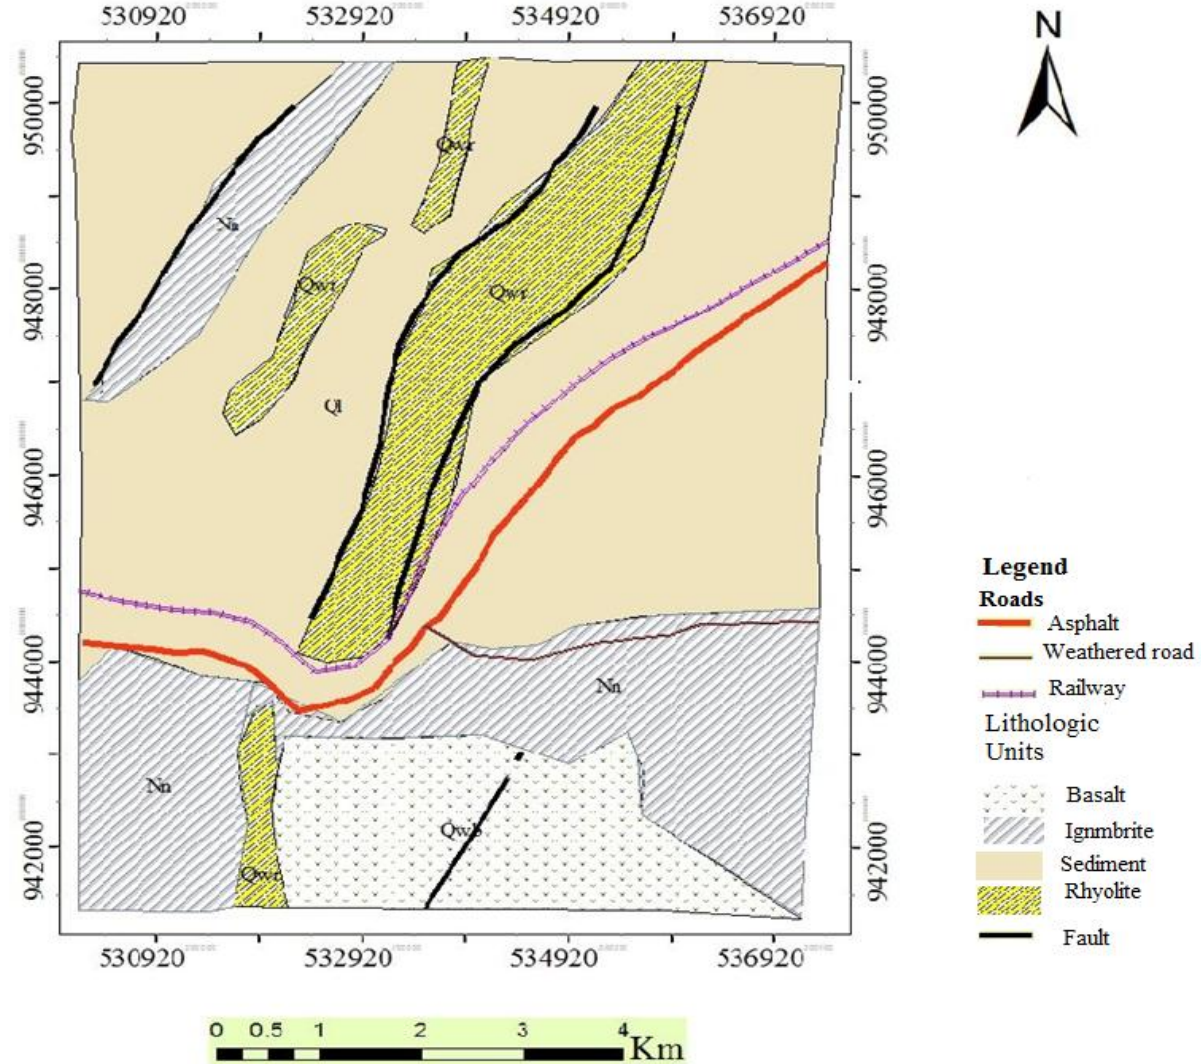 530920 532920 534920 536920
N
950000 950000
Qwr
Na
Qwr Qwr
948000 948000
Ql
946000 946000
Legend
Roads
Asphalt
Weathered road
Railway
944000 944000
Nn
Lithologic
Units
Nn
Basalt
Qwb
Ignmbrite
942000 942000
Sediment
Qwr
Rhyolite
Fault
530920 532920 534920 536920
0 0.5 1 2 3 4
Km